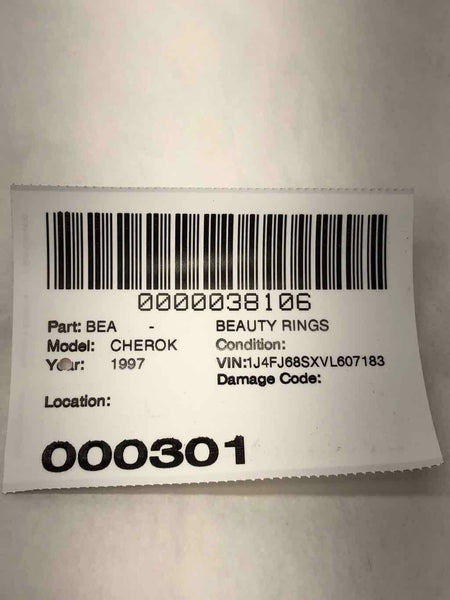 0000038106
Part: BEA - BEAUTY RINGS
Model: CHEROK Condition:
Year: 1997 VIN:1J4FJ68SXVL607183
Damage Code:
Location:
000301